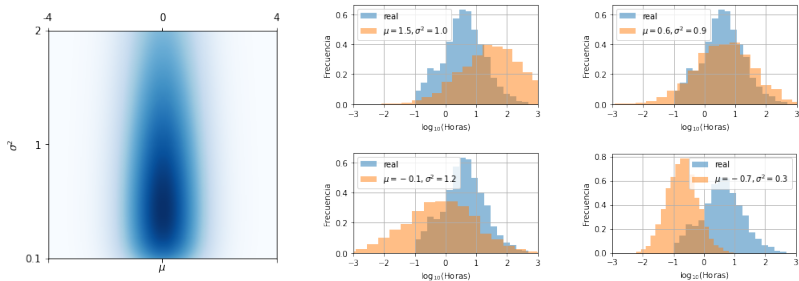 -4 0 4
2
1
0.1
σ²
μ
real
μ = 1.5, σ² = 1.0
Frecuencia
0.6
0.4
0.2
0.0
-3 -2 -1 0 1 2 3
log₁₀(Horas)
real
μ = 0.6, σ² = 0.9
Frecuencia
0.6
0.4
0.2
0.0
-3 -2 -1 0 1 2 3
log₁₀(Horas)
real
μ = −0.1, σ² = 1.2
Frecuencia
0.6
0.4
0.2
0.0
-3 -2 -1 0 1 2 3
log₁₀(Horas)
real
μ = −0.7, σ² = 0.3
Frecuencia
0.8
0.6
0.4
0.2
0.0
-3 -2 -1 0 1 2 3
log₁₀(Horas)